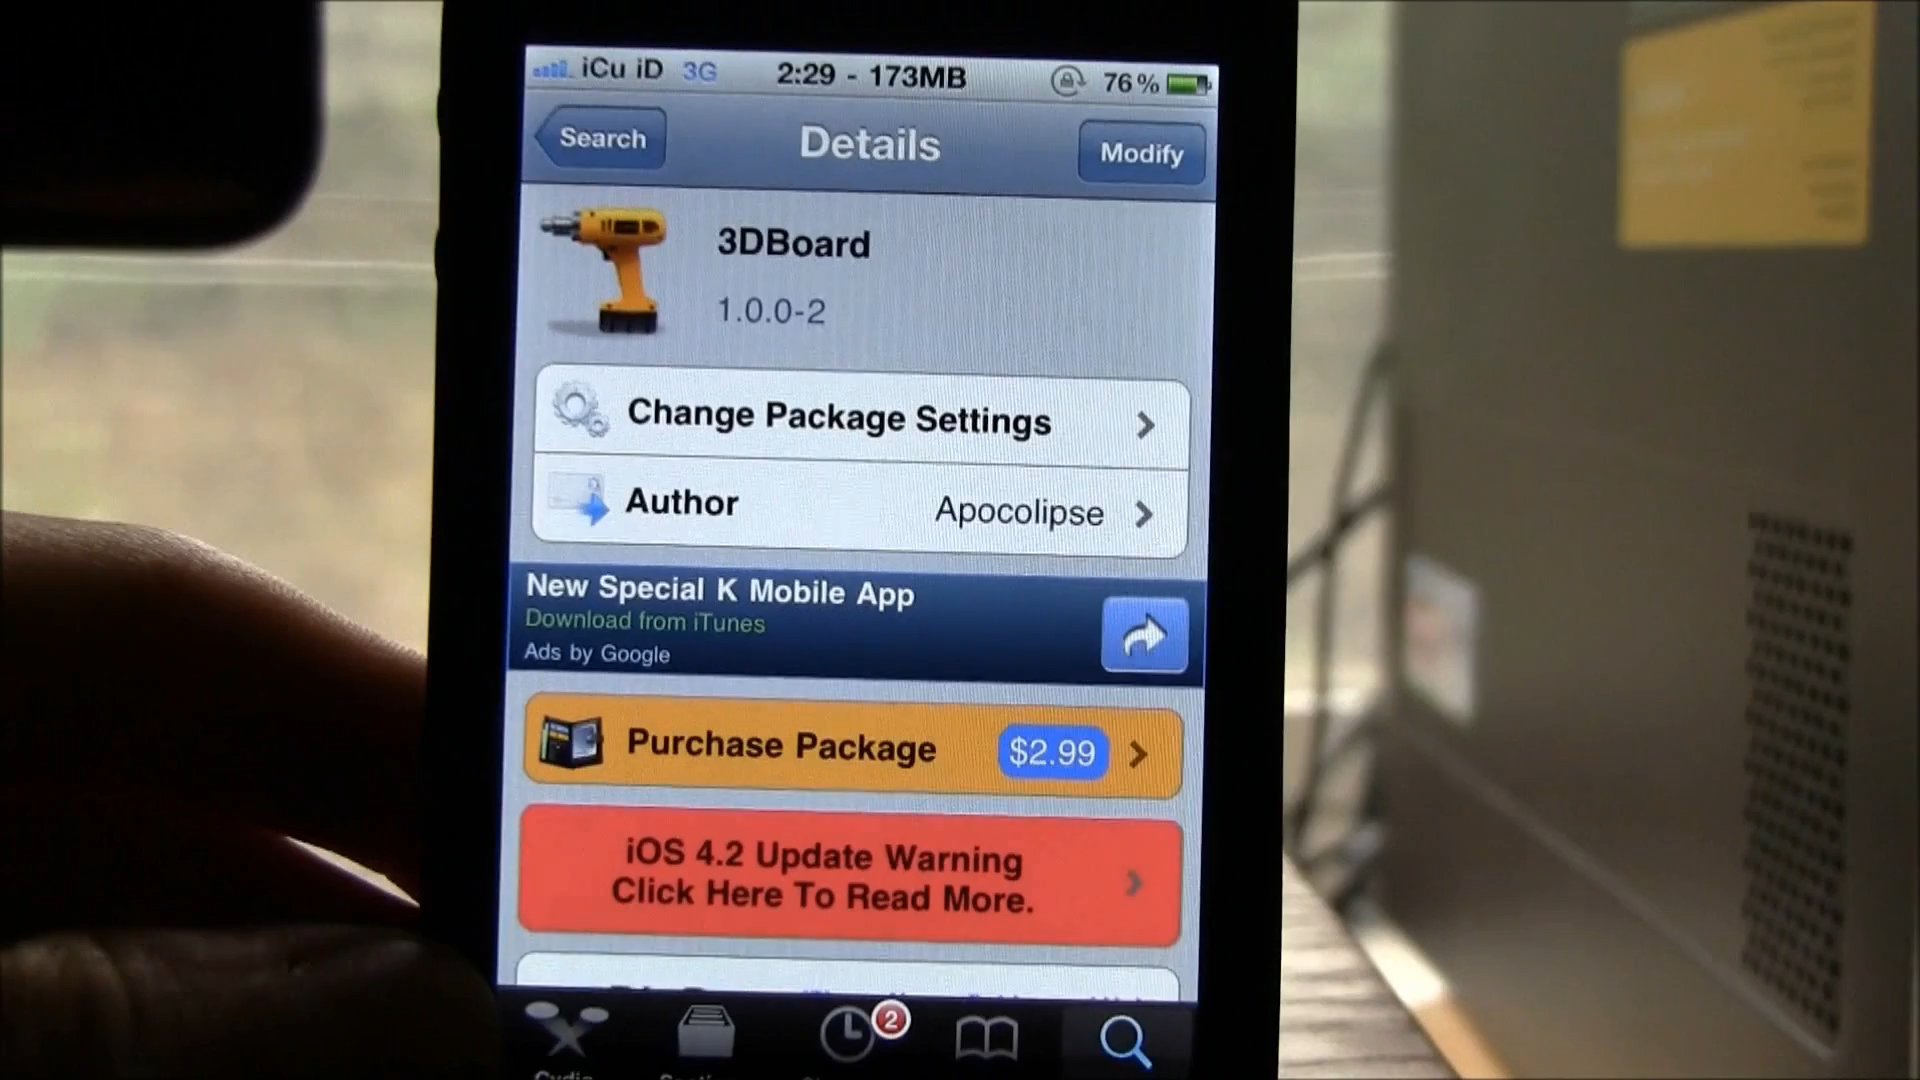 iCu iD 3G 2:29 - 173MB 76%
Search Details Modify
3DBoard
1.0.0-2
Change Package Settings
Author Apocolipse
New Special K Mobile App
Download from iTunes
Ads by Google
Purchase Package $2.99
iOS 4.2 Update Warning
Click Here To Read More.
2